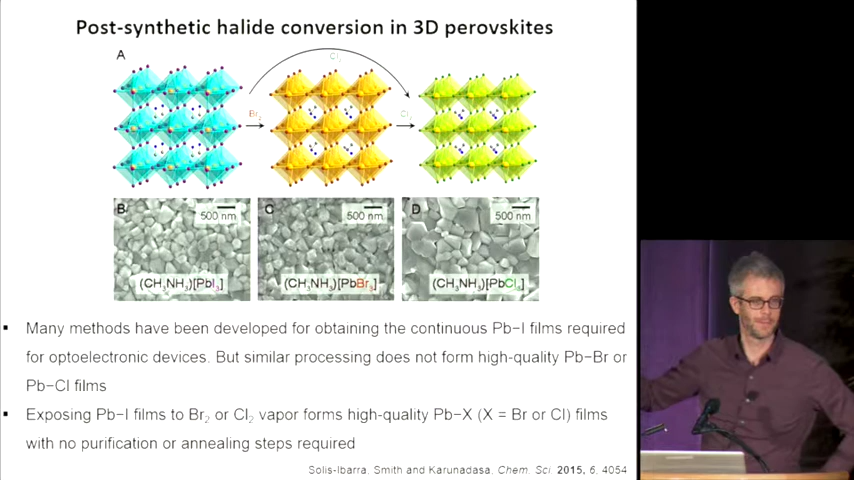 Post-synthetic halide conversion in 3D perovskites
A
Cl₂
Br₂
Cl₂
B
500 nm
(CH₃NH₃)[PbI₃]
C
500 nm
(CH₃NH₃)[PbBr₃]
D
500 nm
(CH₃NH₃)[PbCl₃]
▪ Many methods have been developed for obtaining the continuous Pb−I films required
for optoelectronic devices. But similar processing does not form high-quality Pb−Br or
Pb−Cl films
▪ Exposing Pb−I films to Br₂ or Cl₂ vapor forms high-quality Pb−X (X = Br or Cl) films
with no purification or annealing steps required
Solis-Ibarra, Smith and Karunadasa, Chem. Sci. 2015, 6, 4054